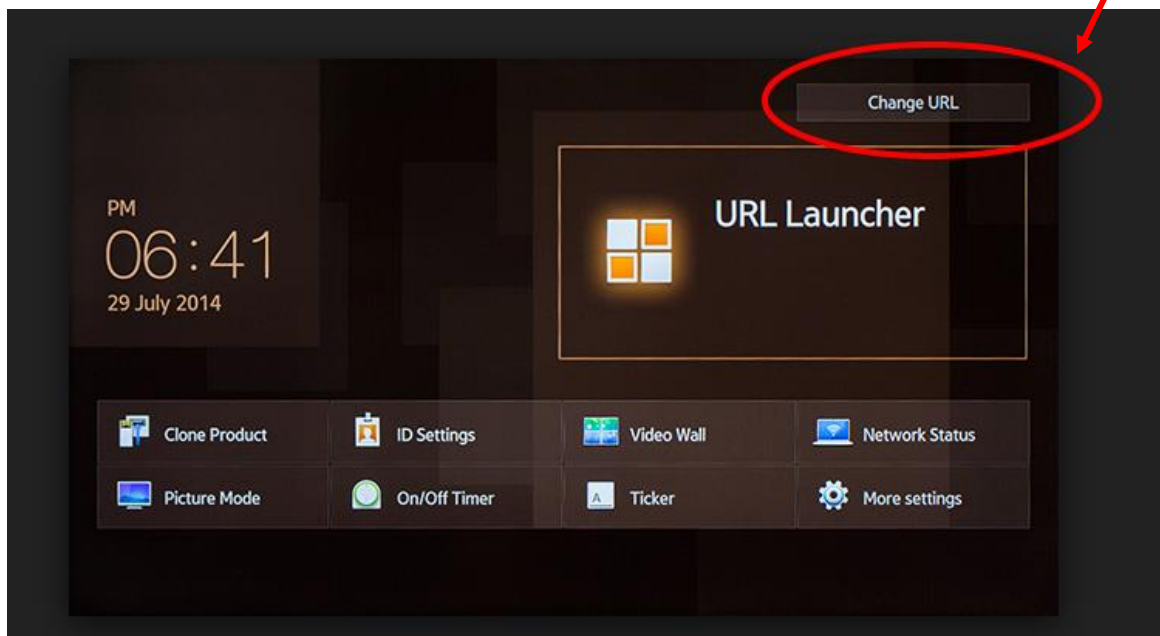 Change URL
PM
06:41
29 July 2014
URL Launcher
Clone Product
ID Settings
Video Wall
Network Status
Picture Mode
On/Off Timer
A
Ticker
More settings